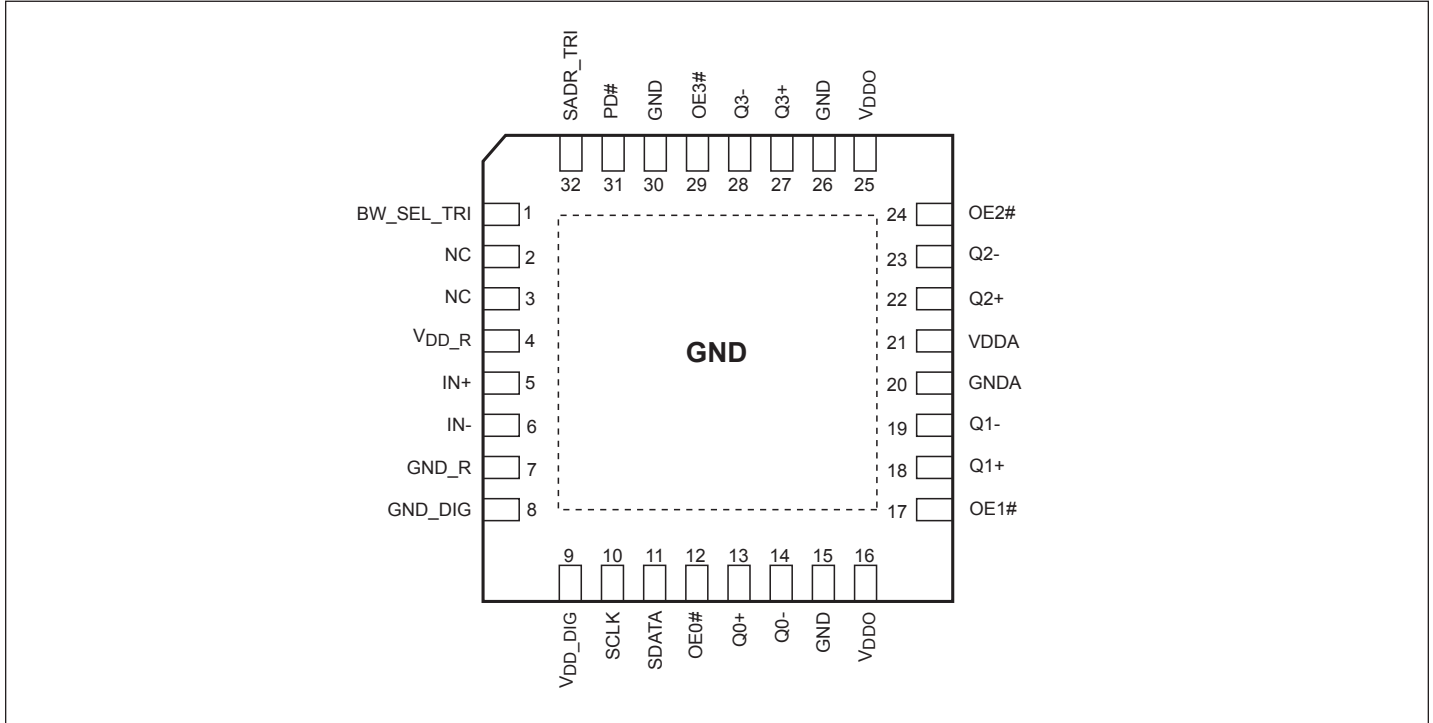 SADR_TRI
PD#
GND
OE3#
Q3-
Q3+
GND
VDDO
32 31 30 29 28 27 26 25
BW_SEL_TRI 1
NC 2
NC 3
VDD_R 4
IN+ 5
IN- 6
GND_R 7
GND_DIG 8
GND
24 OE2#
23 Q2-
22 Q2+
21 VDDA
20 GNDA
19 Q1-
18 Q1+
17 OE1#
9 10 11 12 13 14 15 16
VDD_DIG
SCLK
SDATA
OE0#
Q0+
Q0-
GND
VDDO